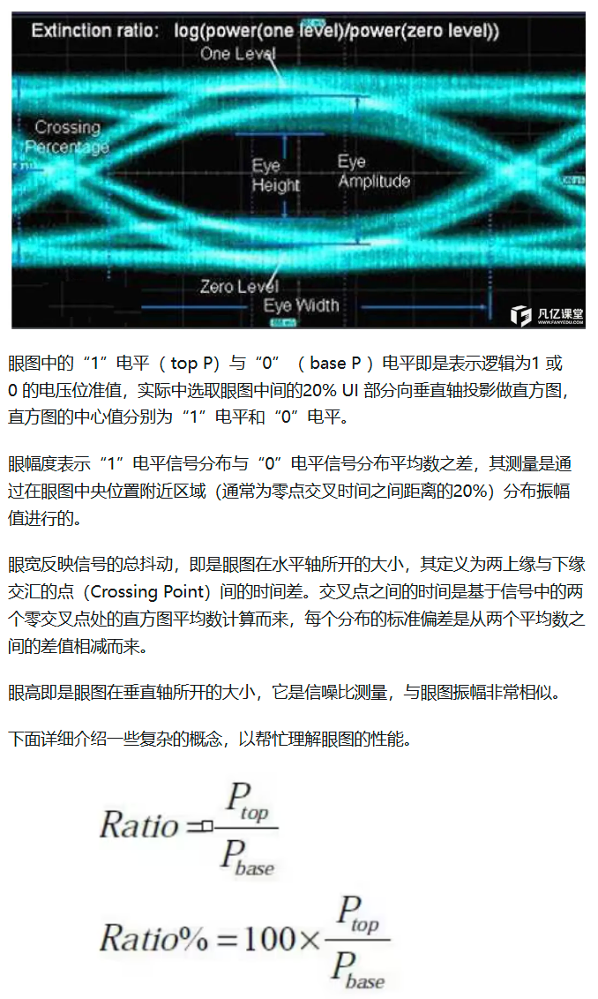 Extinction ratio: log(power(one level)/power(zero level))
One Level
Crossing
Percentage
Eye
Height
Eye
Amplitude
Zero Level
Eye Width
凡亿课堂
WWW.FANYEDU.COM
眼图中的“1”电平（ top P）与“0”（ base P ）电平即是表示逻辑为1 或
0 的电压位准值，实际中选取眼图中间的20% UI 部分向垂直轴投影做直方图，
直方图的中心值分别为“1”电平和“0”电平。
眼幅度表示“1”电平信号分布与“0”电平信号分布平均数之差，其测量是通
过在眼图中央位置附近区域（通常为零点交叉时间之间距离的20%）分布振幅
值进行的。
眼宽反映信号的总抖动，即是眼图在水平轴所开的大小，其定义为两上缘与下缘
交汇的点（Crossing Point）间的时间差。交叉点之间的时间是基于信号中的两
个零交叉点处的直方图平均数计算而来，每个分布的标准偏差是从两个平均数之
间的差值相减而来。
眼高即是眼图在垂直轴所开的大小，它是信噪比测量，与眼图振幅非常相似。
下面详细介绍一些复杂的概念，以帮忙理解眼图的性能。
Ratio = P_top / P_base
Ratio% = 100 × P_top / P_base